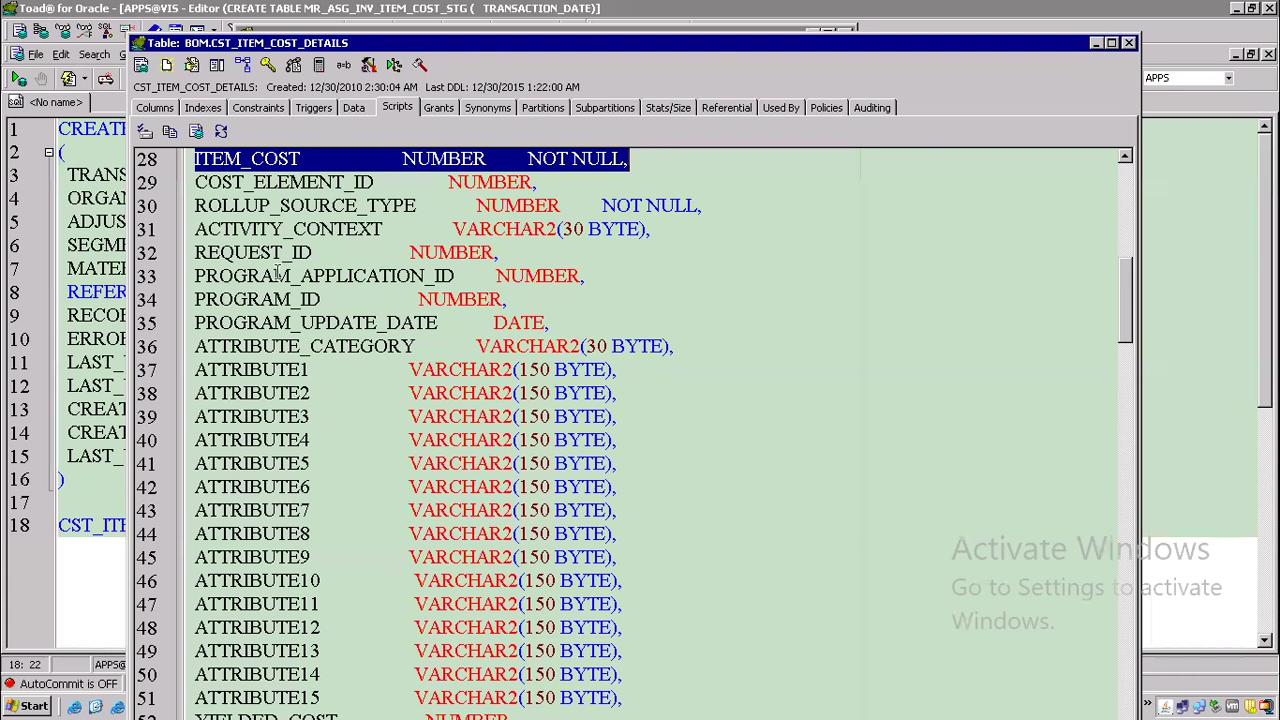 Toad® for Oracle - [APPS@VIS - Editor (CREATE TABLE MR_ASG_INV_ITEM_COST_STG ( TRANSACTION_DATE)]
File Edit Search
APPS
<No name>
Table: BOM.CST_ITEM_COST_DETAILS
CST_ITEM_COST_DETAILS: Created: 12/30/2010 2:30:04 AM Last DDL: 12/30/2015 1:22:00 AM
Columns Indexes Constraints Triggers Data Scripts Grants Synonyms Partitions Subpartitions Stats/Size Referential Used By Policies Auditing
1 CREATE
2 (
3 TRANS
4 ORGAN
5 ADJUS
6 SEGME
7 MATER
8 REFER
9 RECOR
10 ERROR
11 LAST_
12 LAST_
13 CREAT
14 CREAT
15 LAST_
16 )
17
18 CST_ITE
28 ITEM_COST NUMBER NOT NULL,
29 COST_ELEMENT_ID NUMBER,
30 ROLLUP_SOURCE_TYPE NUMBER NOT NULL,
31 ACTIVITY_CONTEXT VARCHAR2(30 BYTE),
32 REQUEST_ID NUMBER,
33 PROGRAM_APPLICATION_ID NUMBER,
34 PROGRAM_ID NUMBER,
35 PROGRAM_UPDATE_DATE DATE,
36 ATTRIBUTE_CATEGORY VARCHAR2(30 BYTE),
37 ATTRIBUTE1 VARCHAR2(150 BYTE),
38 ATTRIBUTE2 VARCHAR2(150 BYTE),
39 ATTRIBUTE3 VARCHAR2(150 BYTE),
40 ATTRIBUTE4 VARCHAR2(150 BYTE),
41 ATTRIBUTE5 VARCHAR2(150 BYTE),
42 ATTRIBUTE6 VARCHAR2(150 BYTE),
43 ATTRIBUTE7 VARCHAR2(150 BYTE),
44 ATTRIBUTE8 VARCHAR2(150 BYTE),
45 ATTRIBUTE9 VARCHAR2(150 BYTE),
46 ATTRIBUTE10 VARCHAR2(150 BYTE),
47 ATTRIBUTE11 VARCHAR2(150 BYTE),
48 ATTRIBUTE12 VARCHAR2(150 BYTE),
49 ATTRIBUTE13 VARCHAR2(150 BYTE),
50 ATTRIBUTE14 VARCHAR2(150 BYTE),
51 ATTRIBUTE15 VARCHAR2(150 BYTE),
52 YIELDED_COST NUMBER
Activate Windows
Go to Settings to activate
Windows.
18: 22 APPS@
AutoCommit is OFF
Start